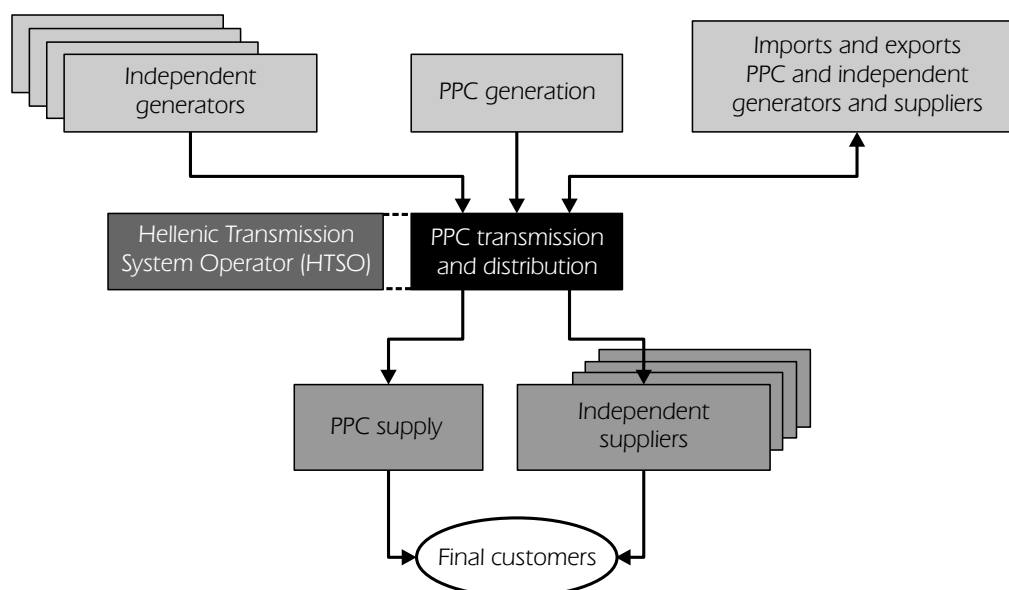 Independent
generators
PPC generation
Imports and exports
PPC and independent
generators and suppliers
Hellenic Transmission
System Operator (HTSO)
PPC transmission
and distribution
PPC supply
Independent
suppliers
Final customers